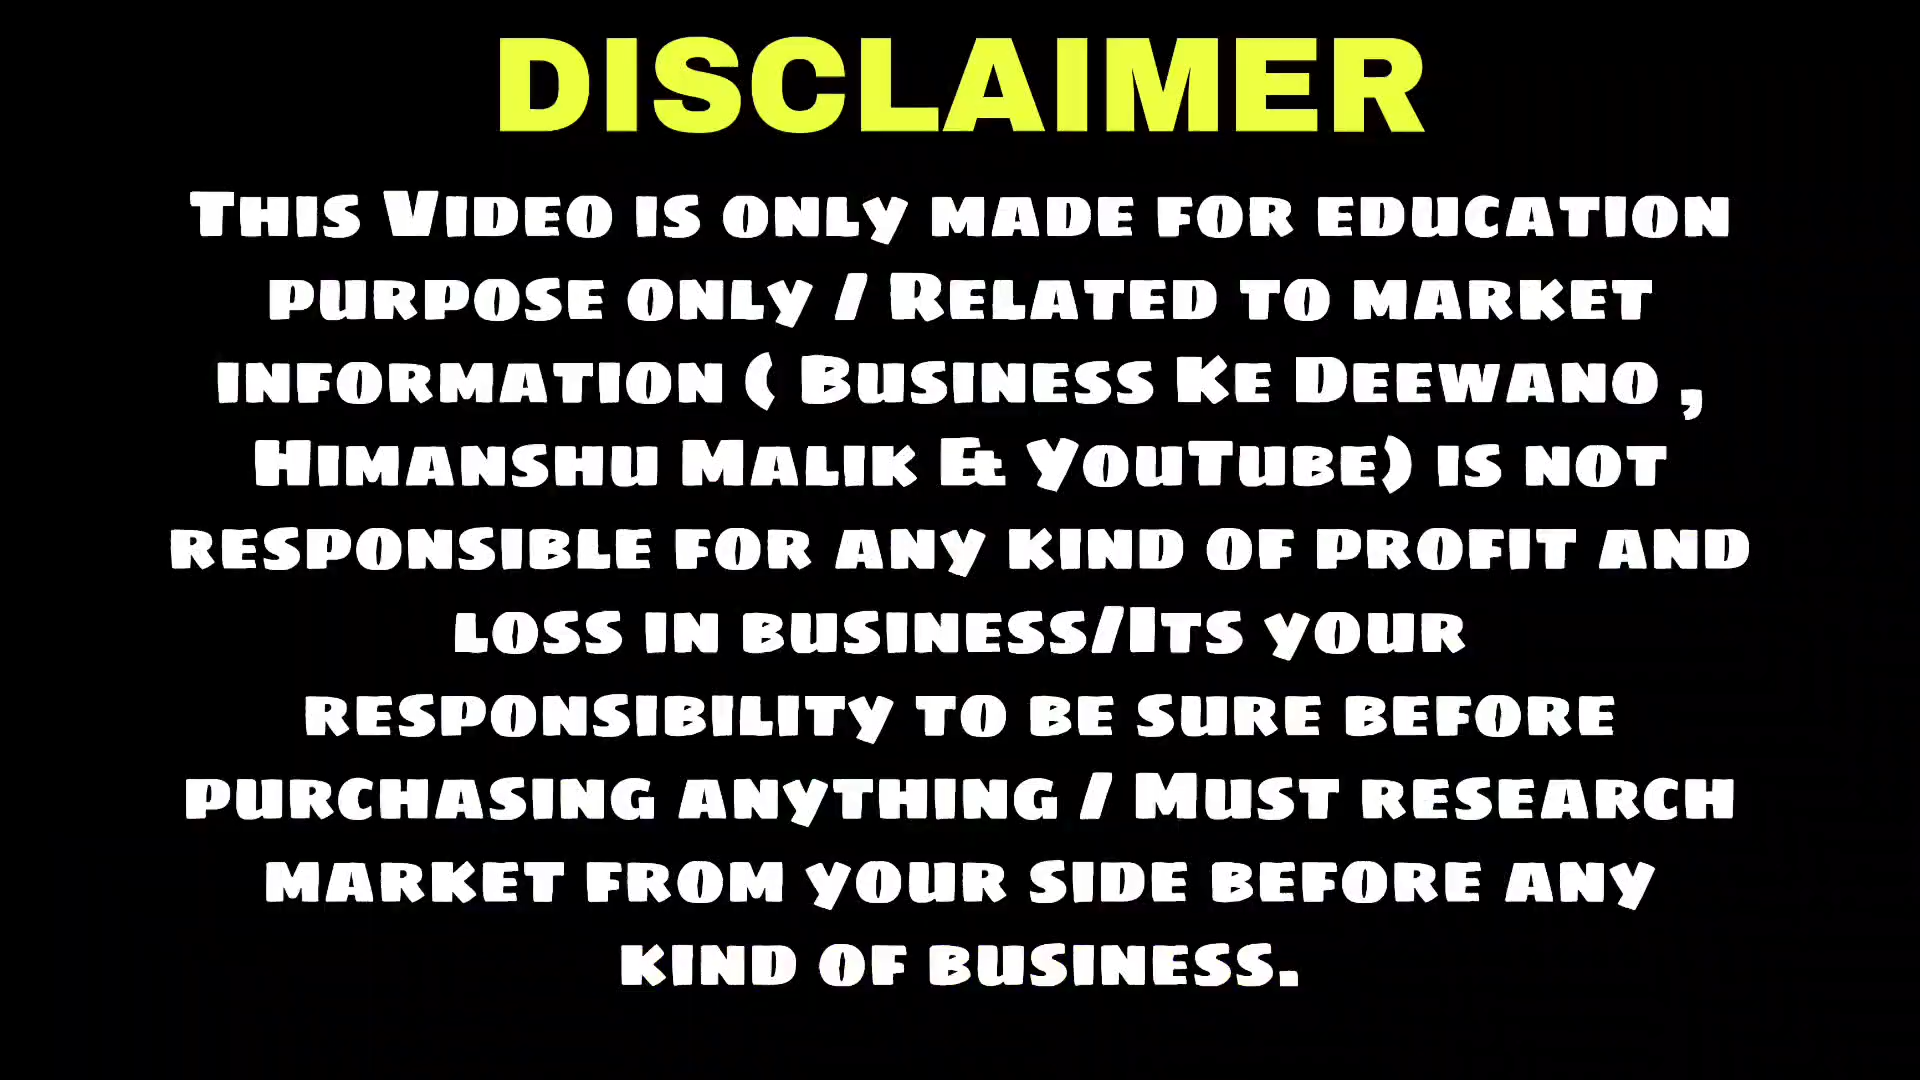 DISCLAIMER
This Video is only made for education
purpose only / Related to market
information ( Business Ke Deewano ,
Himanshu Malik & YouTube) is not
responsible for any kind of profit and
loss in business/Its your
responsibility to be sure before
purchasing anything / Must research
market from your side before any
kind of business.